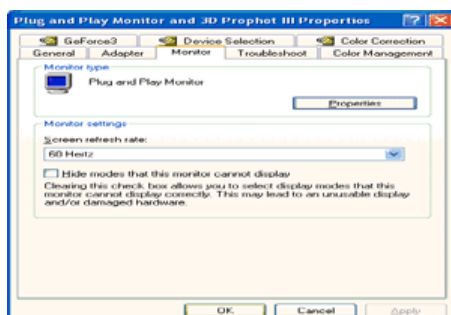 Plug and Play Monitor and 3D Prophet III Properties
GeForce3 Device Selection Color Correction
General Adapter Monitor Troubleshoot Color Management
Monitor type
Plug and Play Monitor
Properties
Monitor settings
Screen refresh rate:
60 Hertz
Hide modes that this monitor cannot display
Clearing this check box allows you to select display modes that this
monitor cannot display correctly. This may lead to an unusable display
and/or damaged hardware.
OK Cancel Apply